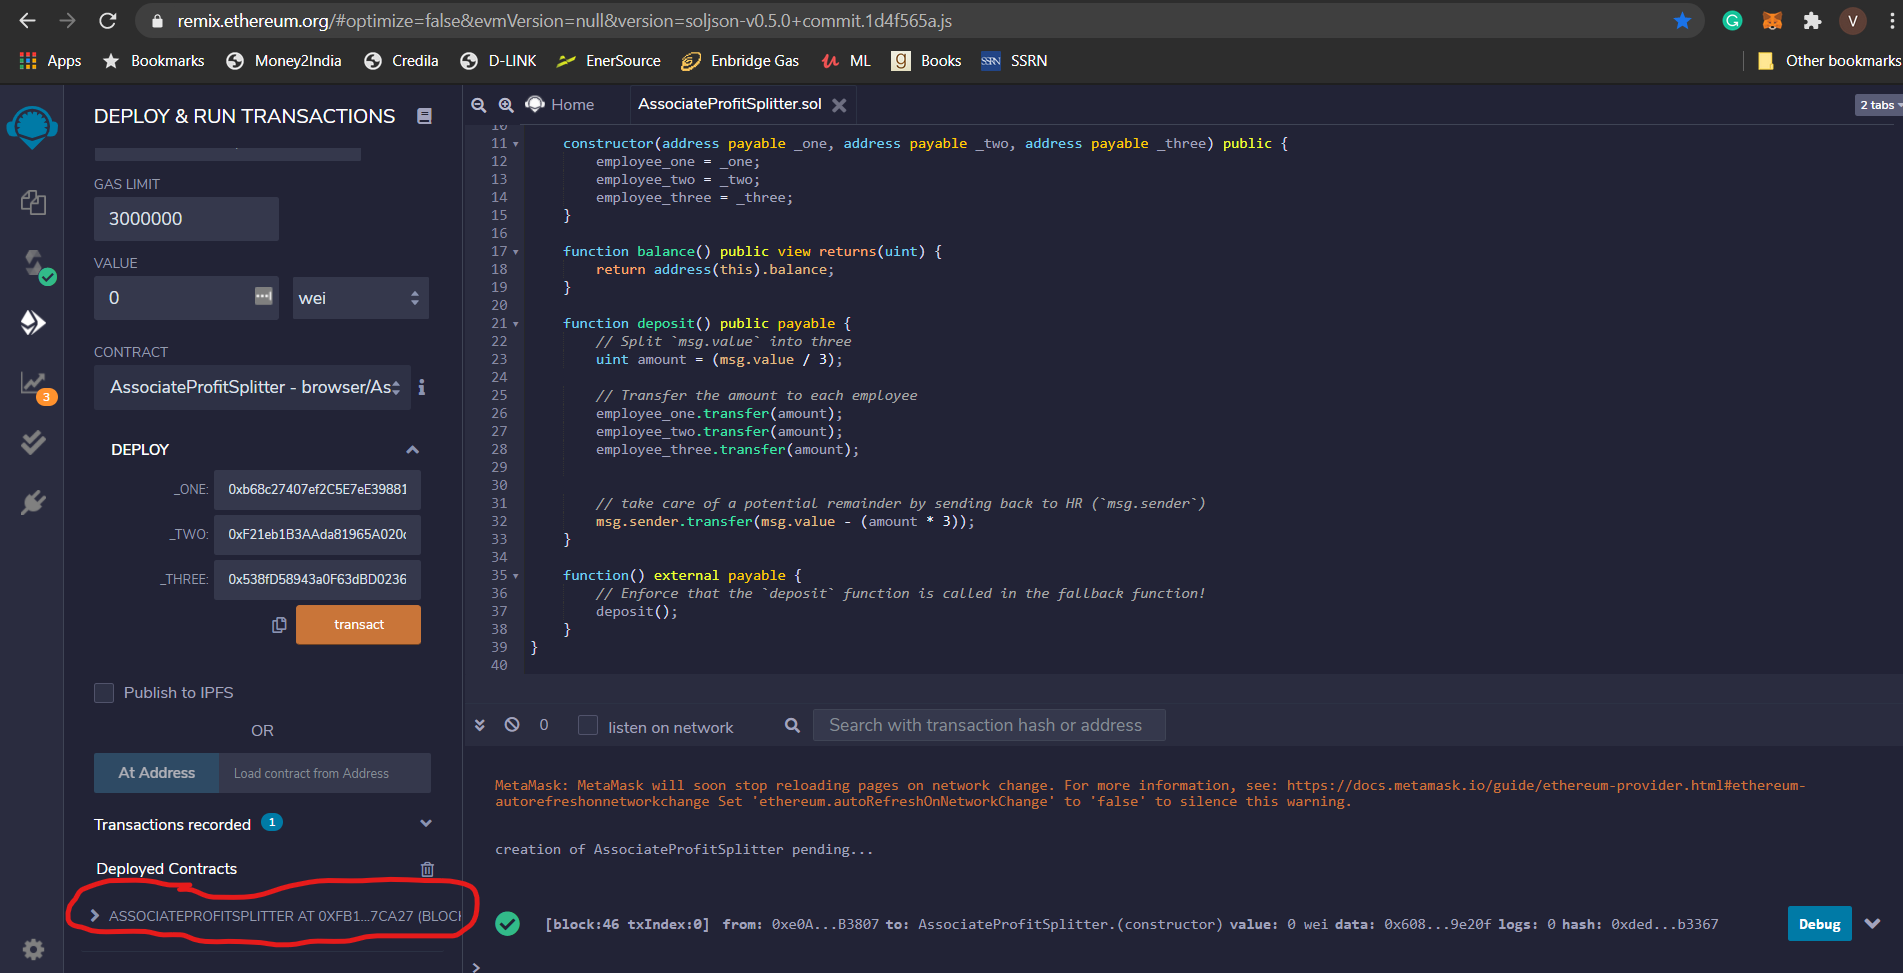 remix.ethereum.org/#optimize=false&evmVersion=null&version=soljson-v0.5.0+commit.1d4f565a.js
V
Apps Bookmarks Money2India Credila D-LINK EnerSource Enbridge Gas ML Books SSRN Other bookmarks
DEPLOY & RUN TRANSACTIONS
Home AssociateProfitSplitter.sol
2 tabs
GAS LIMIT
3000000
VALUE
0 wei
CONTRACT
AssociateProfitSplitter - browser/As
3
DEPLOY
_ONE: 0xb68c27407ef2C5E7eE39881
_TWO: 0xF21eb1B3AAda81965A020c
_THREE: 0x538fD58943a0F63dBD0236
transact
Publish to IPFS
OR
At Address Load contract from Address
Transactions recorded 1
Deployed Contracts
ASSOCIATEPROFITSPLITTER AT 0XFB1...7CA27 (BLOCK
10
11 constructor(address payable _one, address payable _two, address payable _three) public {
12 employee_one = _one;
13 employee_two = _two;
14 employee_three = _three;
15 }
16
17 function balance() public view returns(uint) {
18 return address(this).balance;
19 }
20
21 function deposit() public payable {
22 // Split `msg.value` into three
23 uint amount = (msg.value / 3);
24
25 // Transfer the amount to each employee
26 employee_one.transfer(amount);
27 employee_two.transfer(amount);
28 employee_three.transfer(amount);
29
30
31 // take care of a potential remainder by sending back to HR (`msg.sender`)
32 msg.sender.transfer(msg.value - (amount * 3));
33 }
34
35 function() external payable {
36 // Enforce that the `deposit` function is called in the fallback function!
37 deposit();
38 }
39 }
40
0 listen on network Search with transaction hash or address
MetaMask: MetaMask will soon stop reloading pages on network change. For more information, see: https://docs.metamask.io/guide/ethereum-provider.html#ethereum-
autorefreshonnetworkchange Set 'ethereum.autoRefreshOnNetworkChange' to 'false' to silence this warning.
creation of AssociateProfitSplitter pending...
[block:46 txIndex:0] from: 0xe0A...B3807 to: AssociateProfitSplitter.(constructor) value: 0 wei data: 0x608...9e20f logs: 0 hash: 0xded...b3367
Debug
>